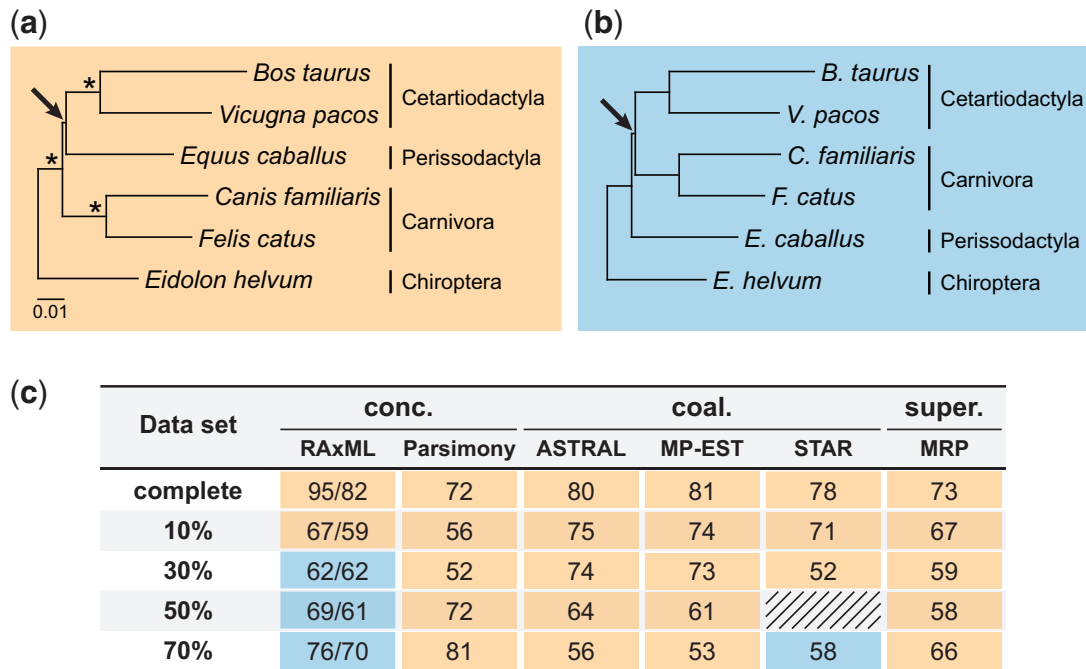 (a)
Bos taurus
Vicugna pacos
Cetartiodactyla
Equus caballus
Perissodactyla
Canis familiaris
Felis catus
Carnivora
Eidolon helvum
Chiroptera
*
*
*
0.01
(b)
B. taurus
V. pacos
Cetartiodactyla
C. familiaris
F. catus
Carnivora
E. caballus
Perissodactyla
E. helvum
Chiroptera
(c)
Data set conc. coal. super.
RAxML Parsimony ASTRAL MP-EST STAR MRP
complete 95/82 72 80 81 78 73
10% 67/59 56 75 74 71 67
30% 62/62 52 74 73 52 59
50% 69/61 72 64 61 58
70% 76/70 81 56 53 58 66